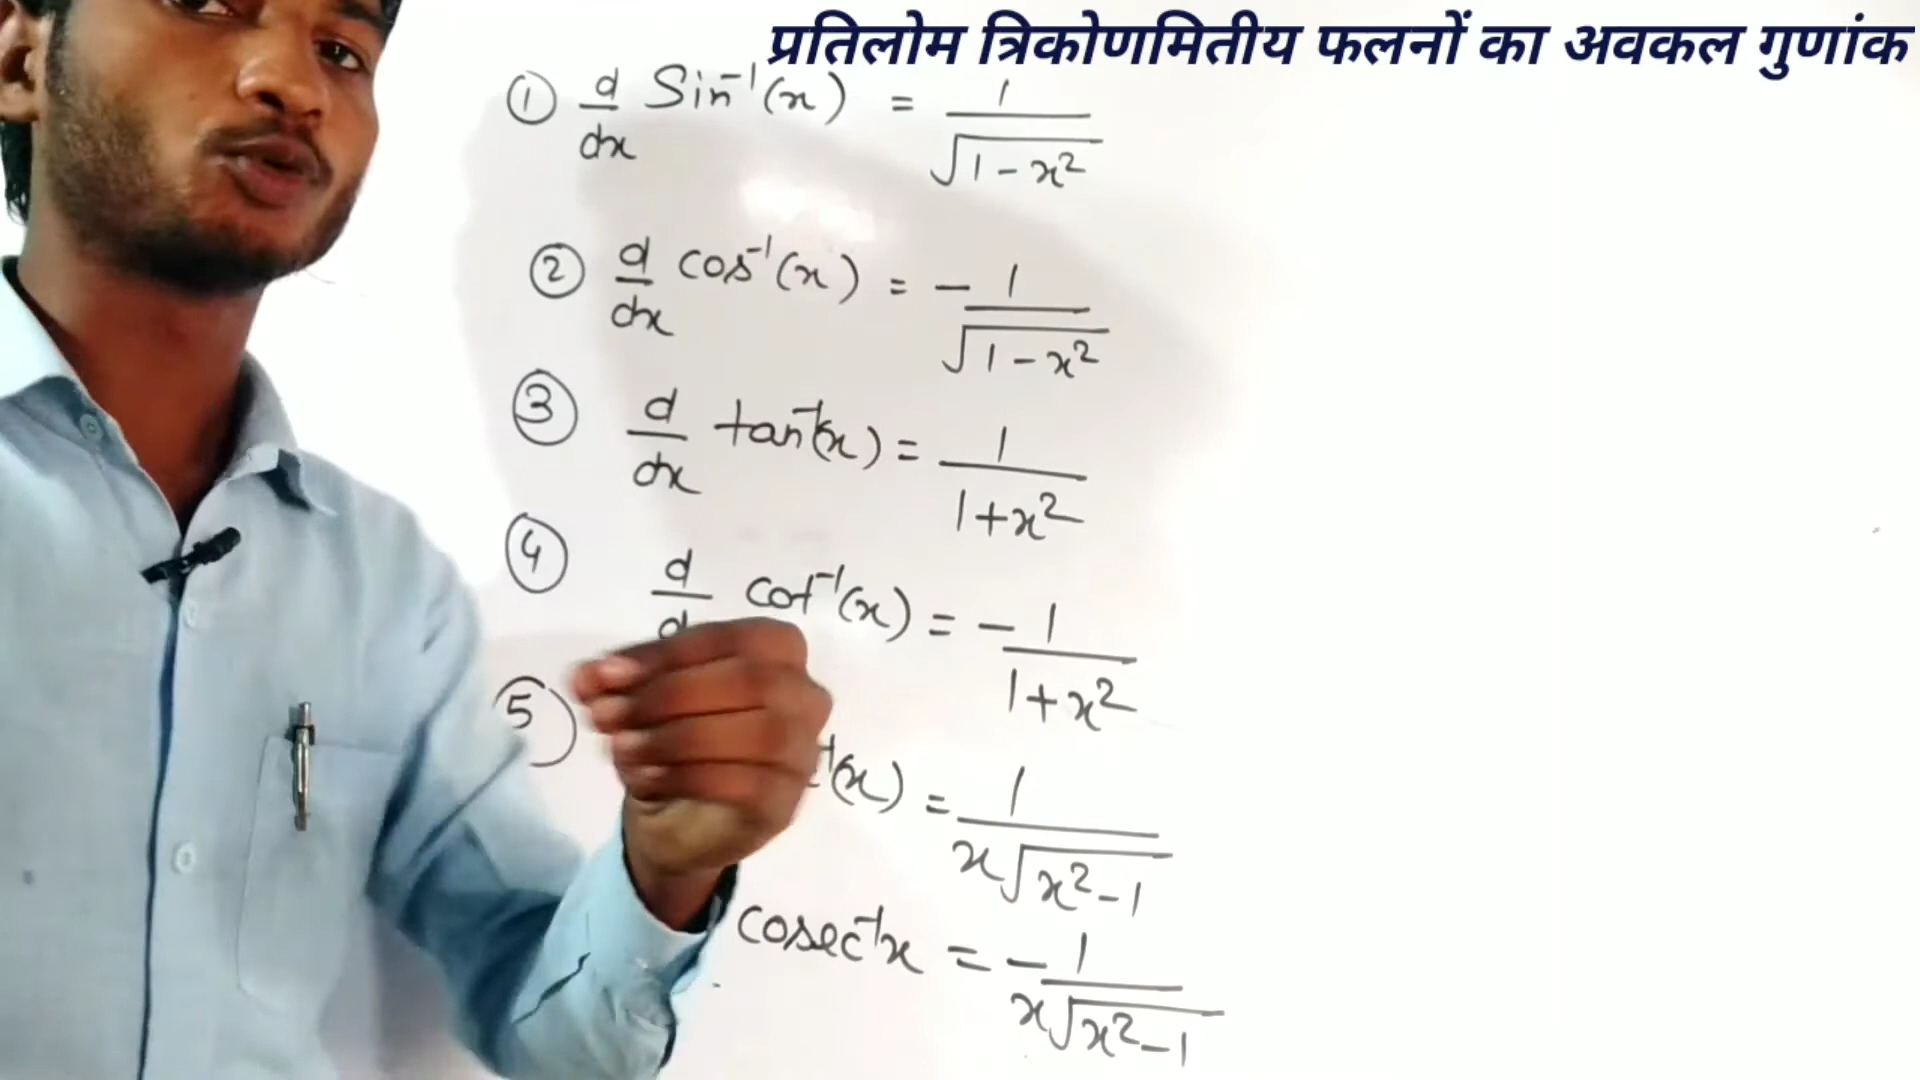 प्रतिलोम त्रिकोणमितीय फलनों का अवकल गुणांक
① d/dx Sin⁻¹(x) = 1/√(1-x²)
② d/dx cos⁻¹(x) = -1/√(1-x²)
③ d/dx tan⁻¹(x) = 1/(1+x²)
④ d/d cot⁻¹(x) = -1/(1+x²)
⑤ ⁻¹(x) = 1/(x√(x²-1))
cosec⁻¹x = -1/(x√(x²-1))